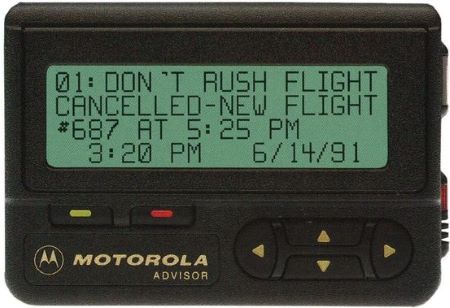 01: DON'T RUSH FLIGHT
CANCELLED-NEW FLIGHT
#687 AT 5:25 PM
3:20 PM 6/14/91
MOTOROLA
ADVISOR